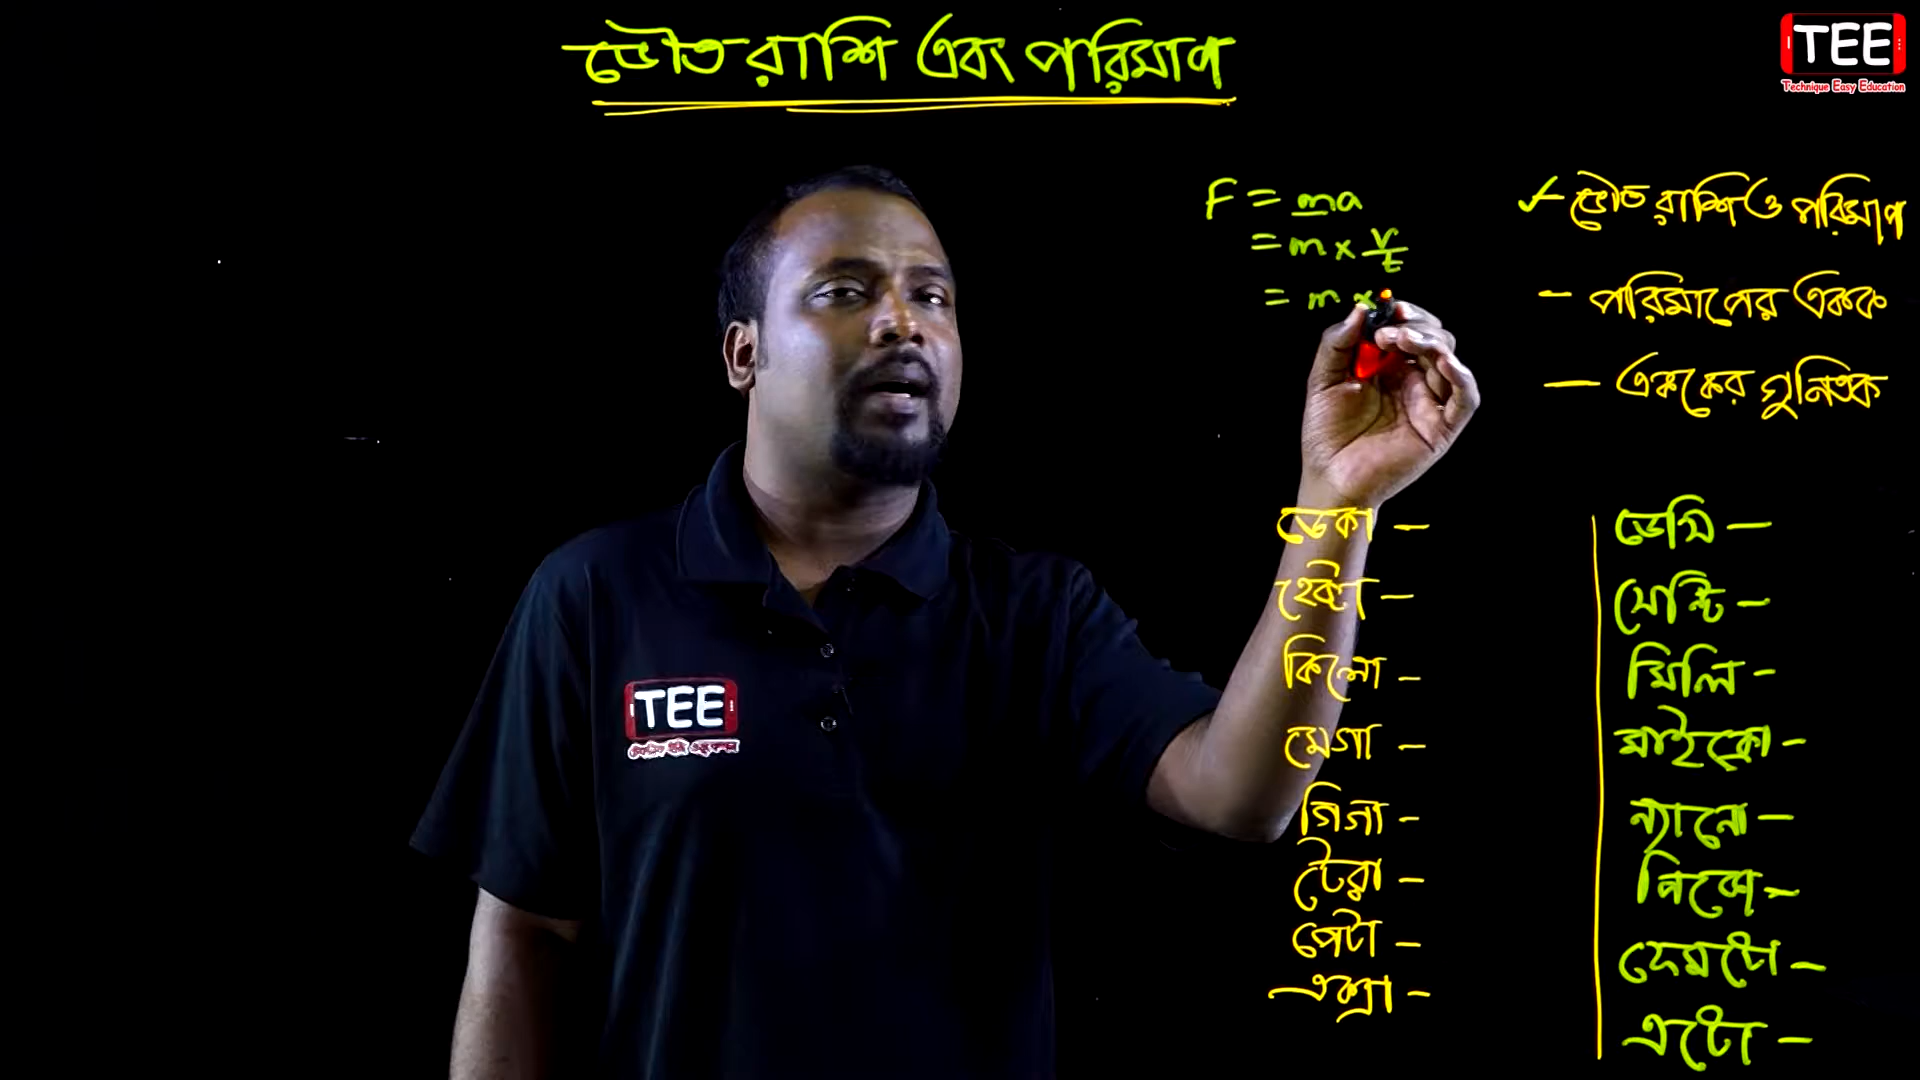 ভৌত রাশি এবং পরিমাপ
TEE
Technique Easy Education
F = ma
= m × v/t
= m ×
✓ ভৌত রাশি ও পরিমাপ
– পরিমাপের একক
– এককের গুনিতক
ডেকা –
হেক্টা –
কিলো –
মেগা –
গিগা –
টেরা –
পেটা –
এক্সা –
ডেসি –
সেন্টি –
মিলি –
মাইক্রো –
ন্যানো –
পিকো –
ফেমটো –
এটো –
TEE